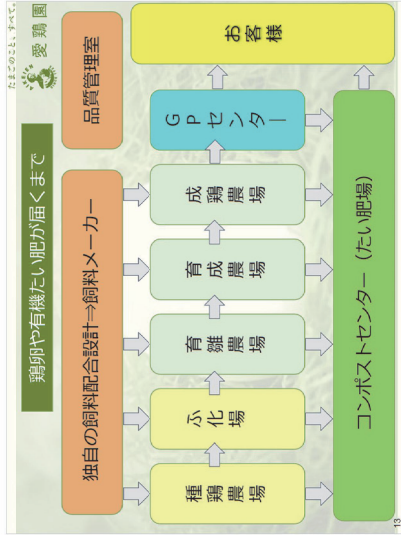 たまごのこと、すべて。
愛鶏園
鶏卵や有機たい肥が届くまで
独自の飼料配合設計⇒飼料メーカー
品質管理室
種鶏農場
ふ化場
育雛農場
育成農場
成鶏農場
GPセンター
お客様
コンポストセンター（たい肥場）
13